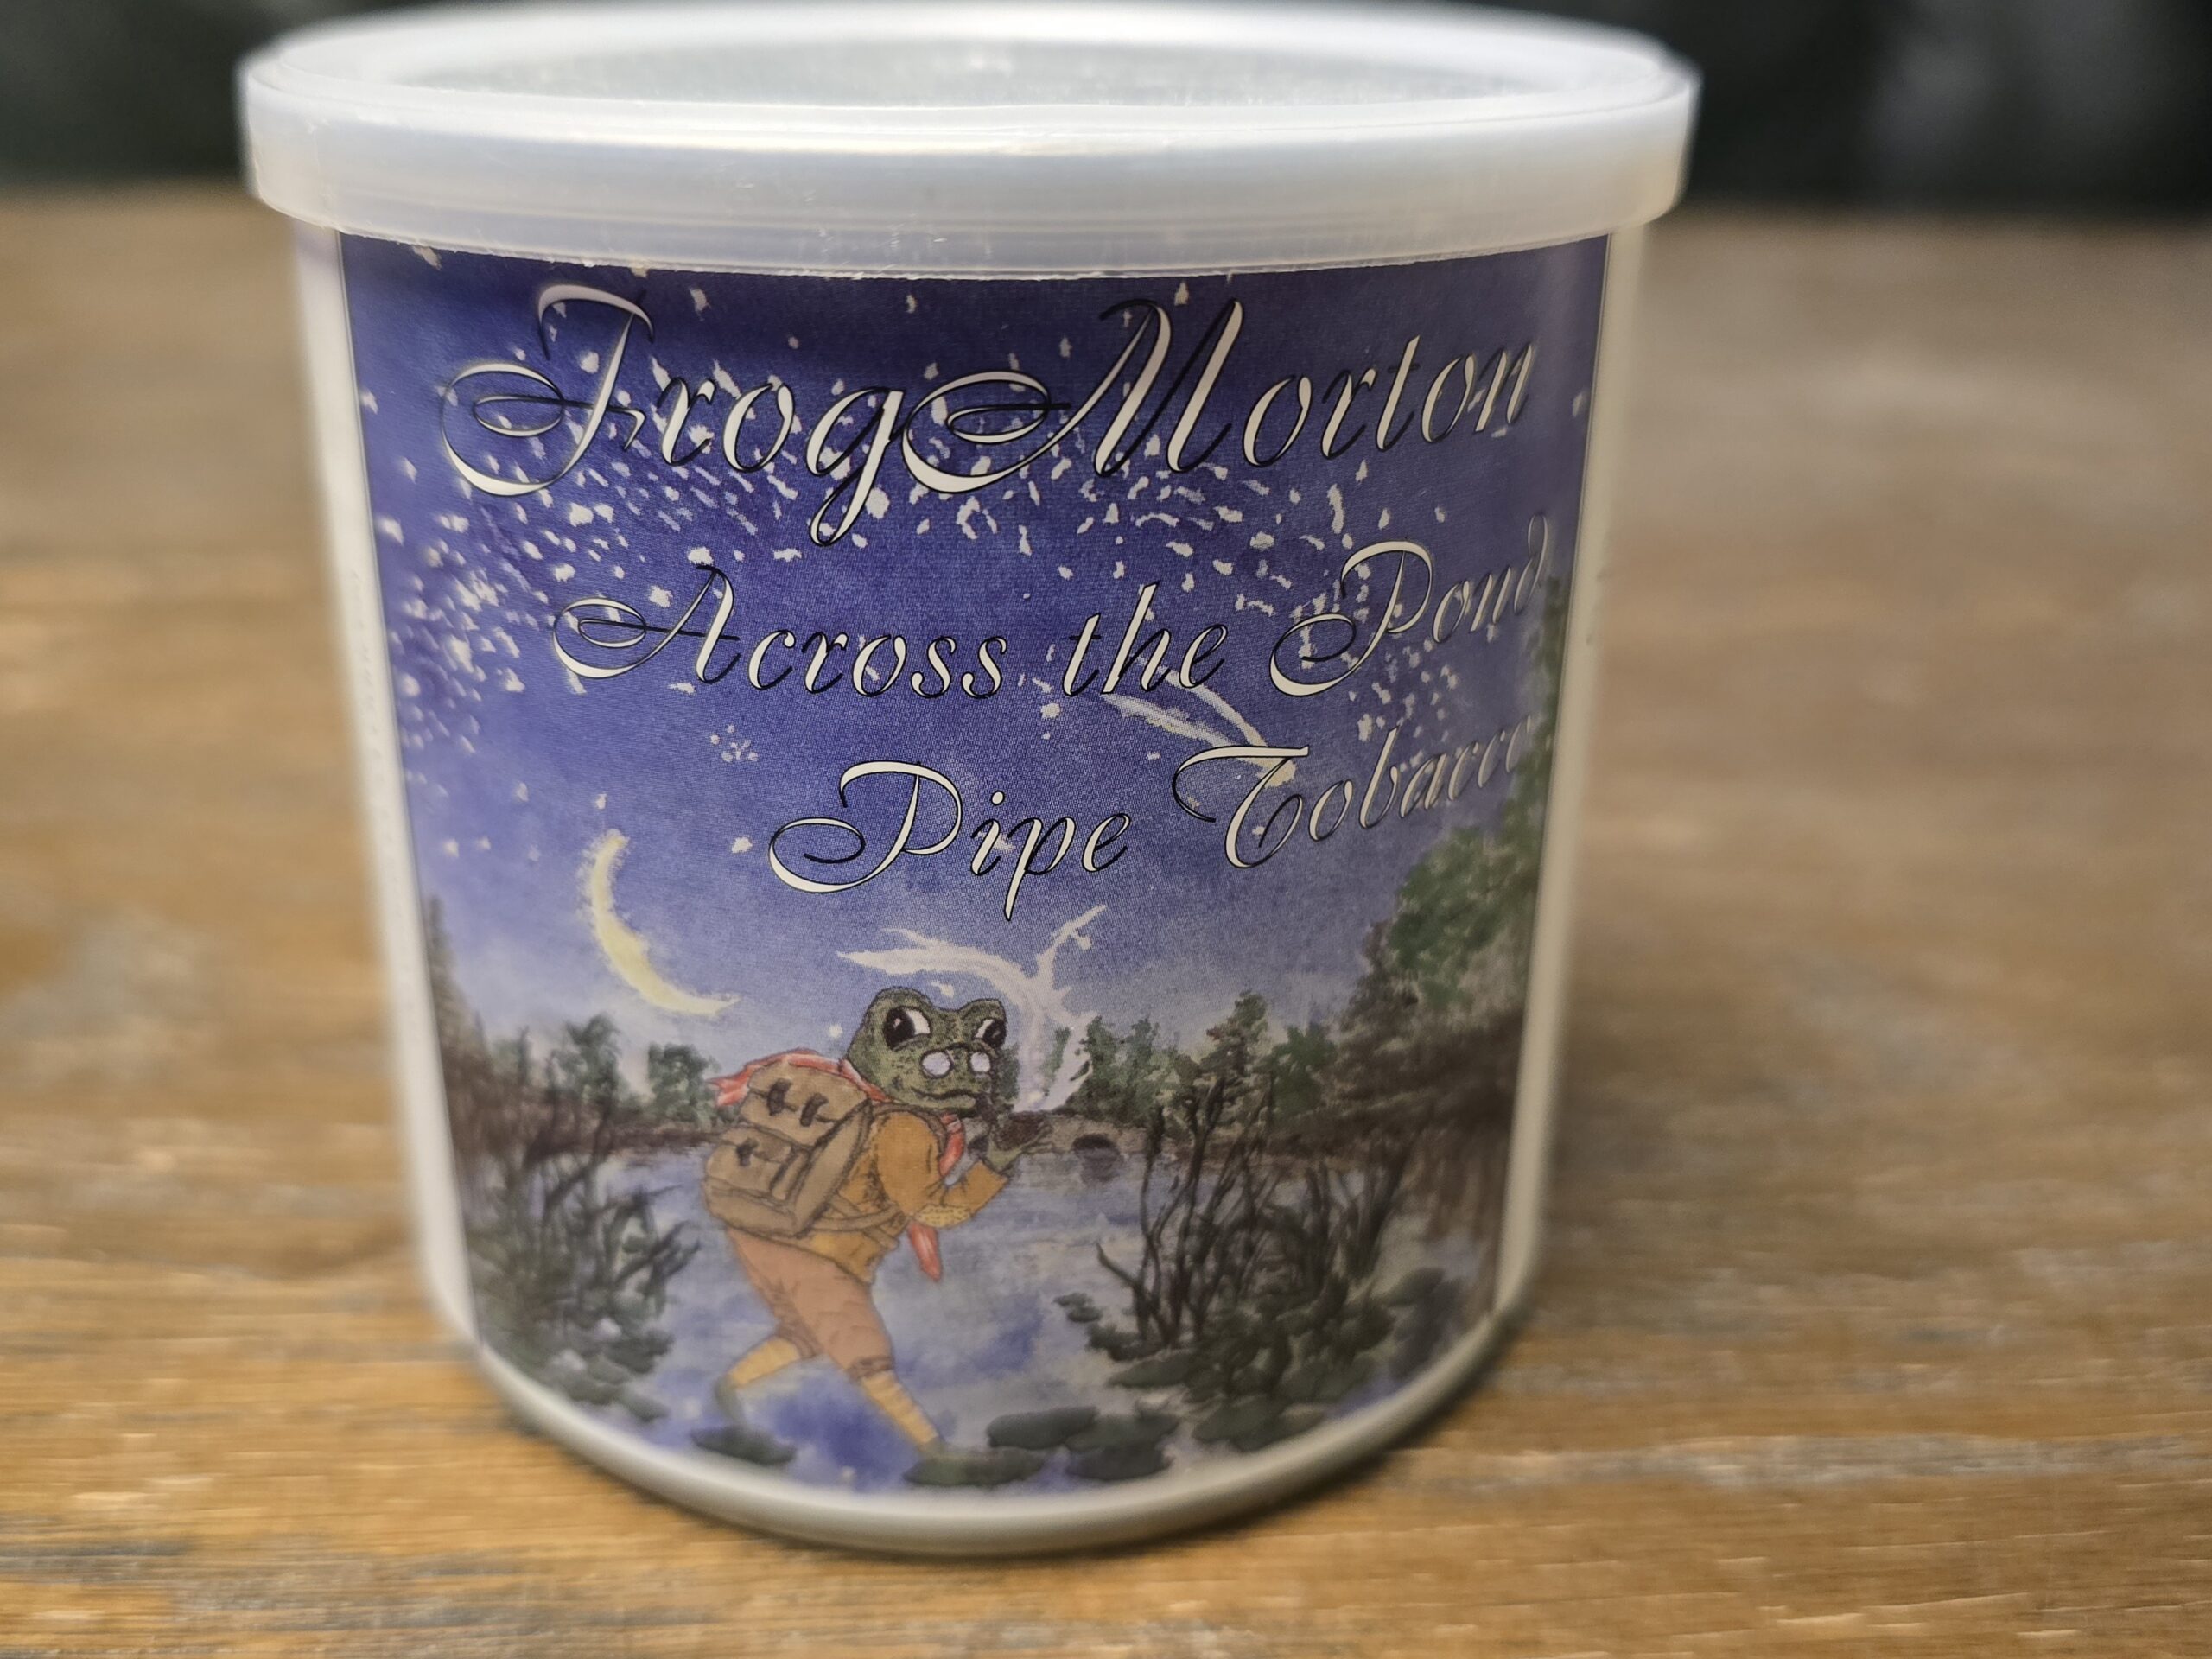 FrogMorton
Across the Pond
Pipe Tobacco